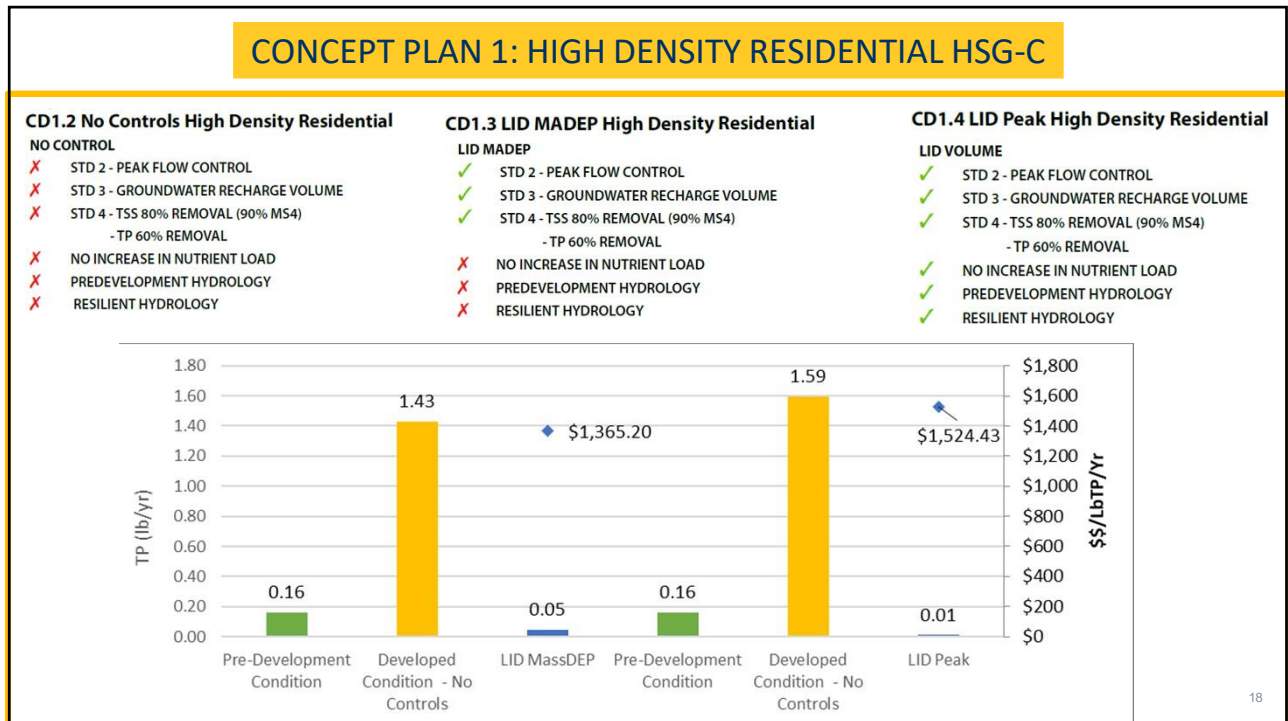 CONCEPT PLAN 1: HIGH DENSITY RESIDENTIAL HSG-C
CD1.2 No Controls High Density Residential
NO CONTROL
✗ STD 2 - PEAK FLOW CONTROL
✗ STD 3 - GROUNDWATER RECHARGE VOLUME
✗ STD 4 - TSS 80% REMOVAL (90% MS4)
- TP 60% REMOVAL
✗ NO INCREASE IN NUTRIENT LOAD
✗ PREDEVELOPMENT HYDROLOGY
✗ RESILIENT HYDROLOGY
CD1.3 LID MADEP High Density Residential
LID MADEP
✓ STD 2 - PEAK FLOW CONTROL
✓ STD 3 - GROUNDWATER RECHARGE VOLUME
✓ STD 4 - TSS 80% REMOVAL (90% MS4)
- TP 60% REMOVAL
✗ NO INCREASE IN NUTRIENT LOAD
✗ PREDEVELOPMENT HYDROLOGY
✗ RESILIENT HYDROLOGY
CD1.4 LID Peak High Density Residential
LID VOLUME
✓ STD 2 - PEAK FLOW CONTROL
✓ STD 3 - GROUNDWATER RECHARGE VOLUME
✓ STD 4 - TSS 80% REMOVAL (90% MS4)
- TP 60% REMOVAL
✓ NO INCREASE IN NUTRIENT LOAD
✓ PREDEVELOPMENT HYDROLOGY
✓ RESILIENT HYDROLOGY
TP (lb/yr)
1.80
1.60
1.40
1.20
1.00
0.80
0.60
0.40
0.20
0.00
0.16
1.43
$1,365.20
0.05
0.16
1.59
$1,524.43
0.01
$1,800
$1,600
$1,400
$1,200
$1,000
$800
$600
$400
$200
$0
$$/LbTP/Yr
Pre-Development
Condition
Developed
Condition - No
Controls
LID MassDEP
Pre-Development
Condition
Developed
Condition - No
Controls
LID Peak
18